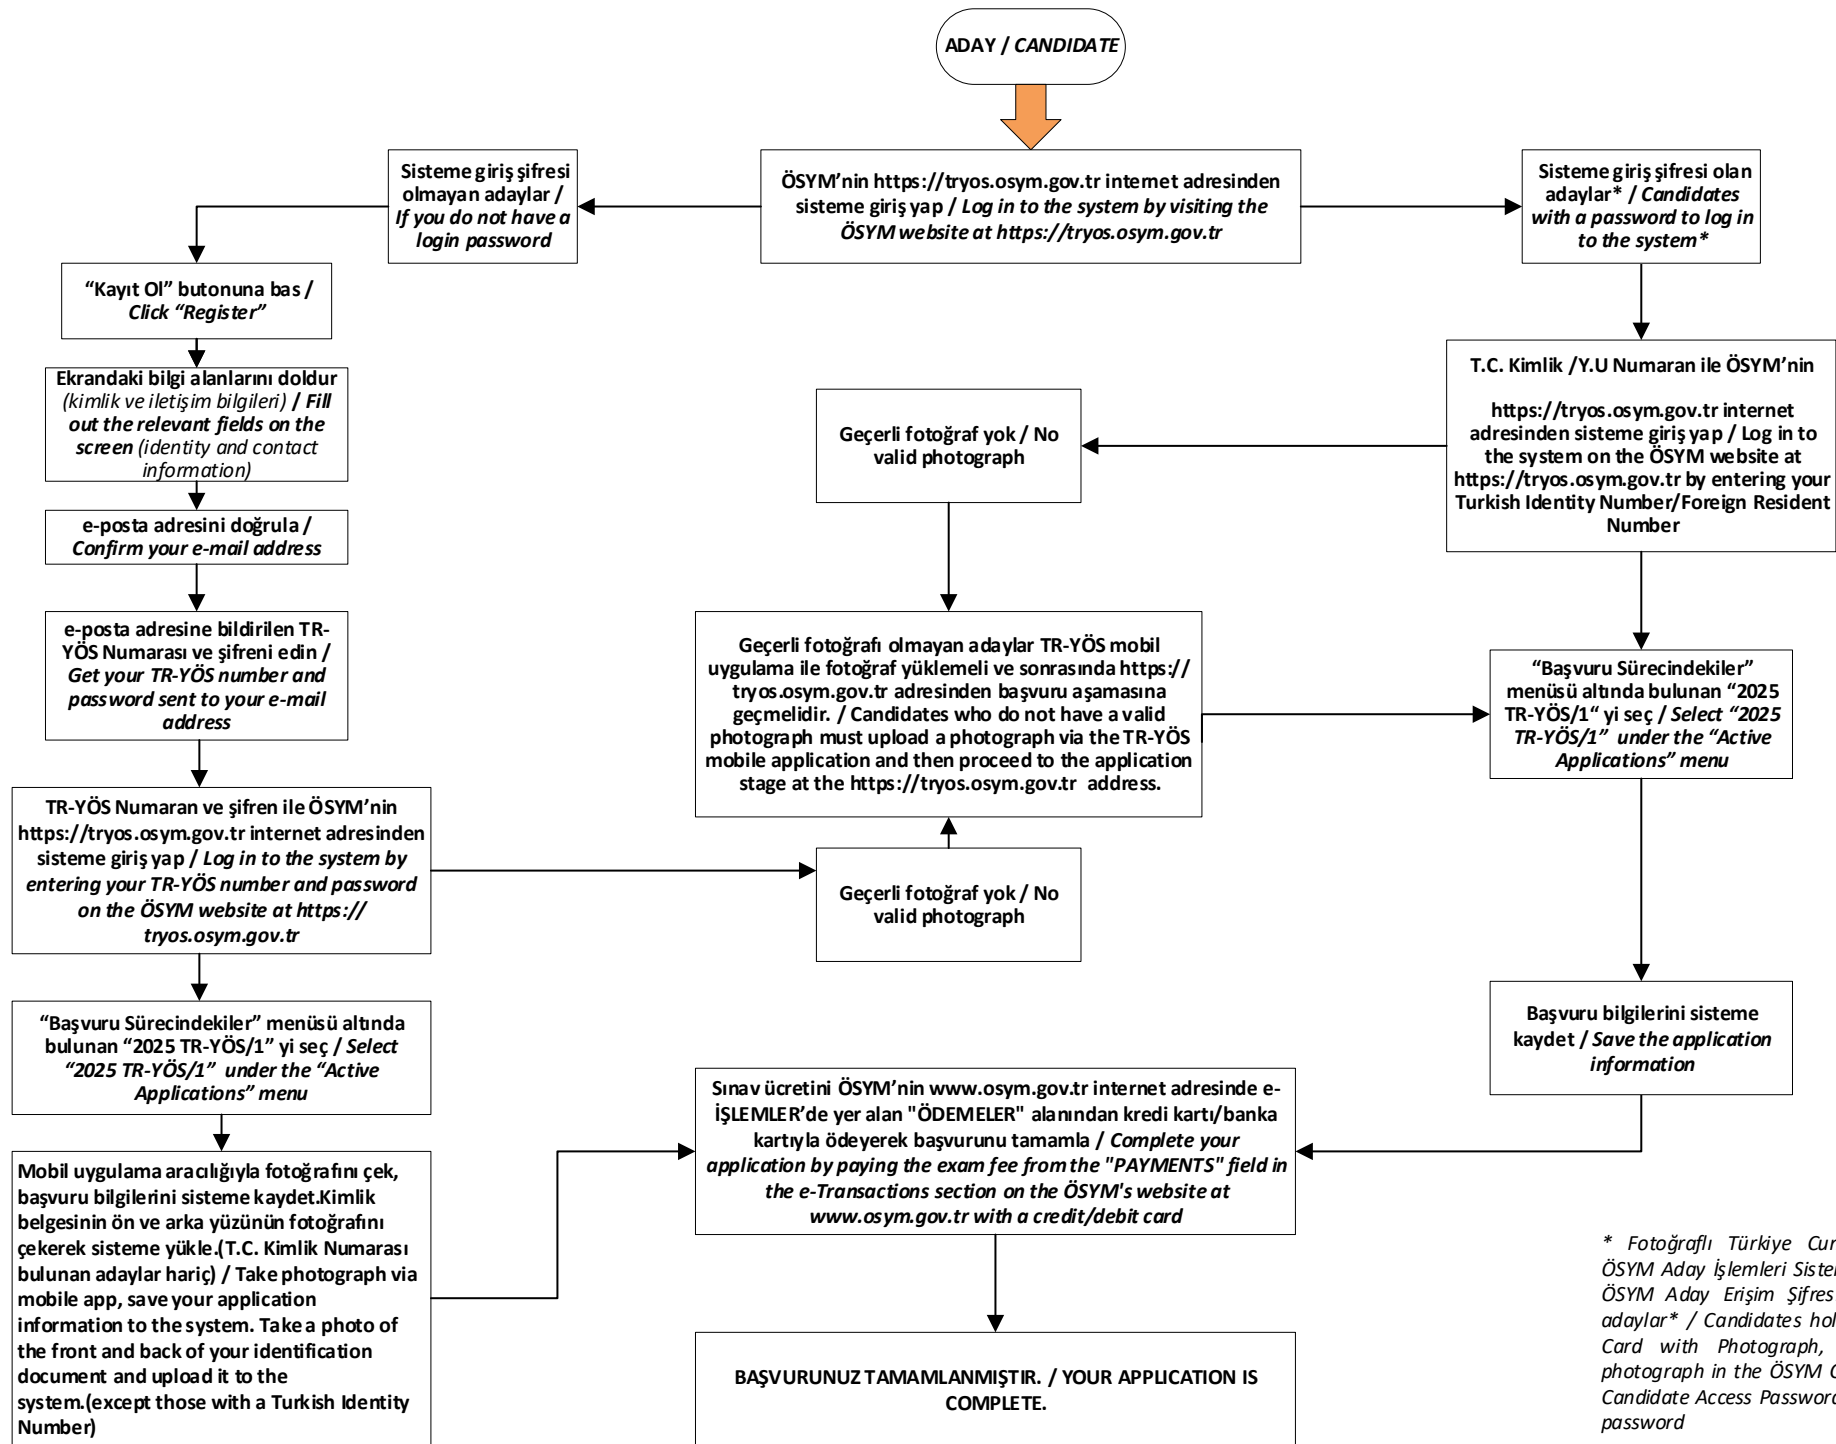 ADAY / CANDIDATE
Sisteme giriş şifresi
olmayan adaylar /
If you do not have a
login password
ÖSYM’nin https://tryos.osym.gov.tr internet adresinden
sisteme giriş yap / Log in to the system by visiting the
ÖSYM website at https://tryos.osym.gov.tr
Sisteme giriş şifresi olan
adaylar* / Candidates
with a password to log in
to the system*
“Kayıt Ol” butonuna bas /
Click “Register”
Ekrandaki bilgi alanlarını doldur
(kimlik ve iletişim bilgileri) / Fill
out the relevant fields on the
screen (identity and contact
information)
e-posta adresini doğrula /
Confirm your e-mail address
e-posta adresine bildirilen TR-
YÖS Numarası ve şifreni edin /
Get your TR-YÖS number and
password sent to your e-mail
address
TR-YÖS Numaran ve şifren ile ÖSYM’nin
https://tryos.osym.gov.tr internet adresinden
sisteme giriş yap / Log in to the system by
entering your TR-YÖS number and password
on the ÖSYM website at https://
tryos.osym.gov.tr
“Başvuru Sürecindekiler” menüsü altında
bulunan “2025 TR-YÖS/1” yi seç / Select
“2025 TR-YÖS/1” under the “Active
Applications” menu
Mobil uygulama aracılığıyla fotoğrafını çek,
başvuru bilgilerini sisteme kaydet.Kimlik
belgesinin ön ve arka yüzünün fotoğrafını
çekerek sisteme yükle.(T.C. Kimlik Numarası
bulunan adaylar hariç) / Take photograph via
mobile app, save your application
information to the system. Take a photo of
the front and back of your identification
document and upload it to the
system.(except those with a Turkish Identity
Number)
Geçerli fotoğraf yok / No
valid photograph
Geçerli fotoğrafı olmayan adaylar TR-YÖS mobil
uygulama ile fotoğraf yüklemeli ve sonrasında https://
tryos.osym.gov.tr adresinden başvuru aşamasına
geçmelidir. / Candidates who do not have a valid
photograph must upload a photograph via the TR-YÖS
mobile application and then proceed to the application
stage at the https://tryos.osym.gov.tr address.
Geçerli fotoğraf yok / No
valid photograph
T.C. Kimlik /Y.U Numaran ile ÖSYM’nin
https://tryos.osym.gov.tr internet
adresinden sisteme giriş yap / Log in to
the system on the ÖSYM website at
https://tryos.osym.gov.tr by entering your
Turkish Identity Number/Foreign Resident
Number
“Başvuru Sürecindekiler”
menüsü altında bulunan “2025
TR-YÖS/1“ yi seç / Select “2025
TR-YÖS/1” under the “Active
Applications” menu
Başvuru bilgilerini sisteme
kaydet / Save the application
information
Sınav ücretini ÖSYM’nin www.osym.gov.tr internet adresinde e-
İŞLEMLER’de yer alan "ÖDEMELER" alanından kredi kartı/banka
kartıyla ödeyerek başvurunu tamamla / Complete your
application by paying the exam fee from the "PAYMENTS" field in
the e-Transactions section on the ÖSYM's website at
www.osym.gov.tr with a credit/debit card
BAŞVURUNUZ TAMAMLANMIŞTIR. / YOUR APPLICATION IS
COMPLETE.
* Fotoğraflı Türkiye
ÖSYM Aday İşlemleri
ÖSYM Aday Erişim
adaylar* / Candidates
Card with Photograph,
photograph in the ÖSYM
Candidate Access Password
password